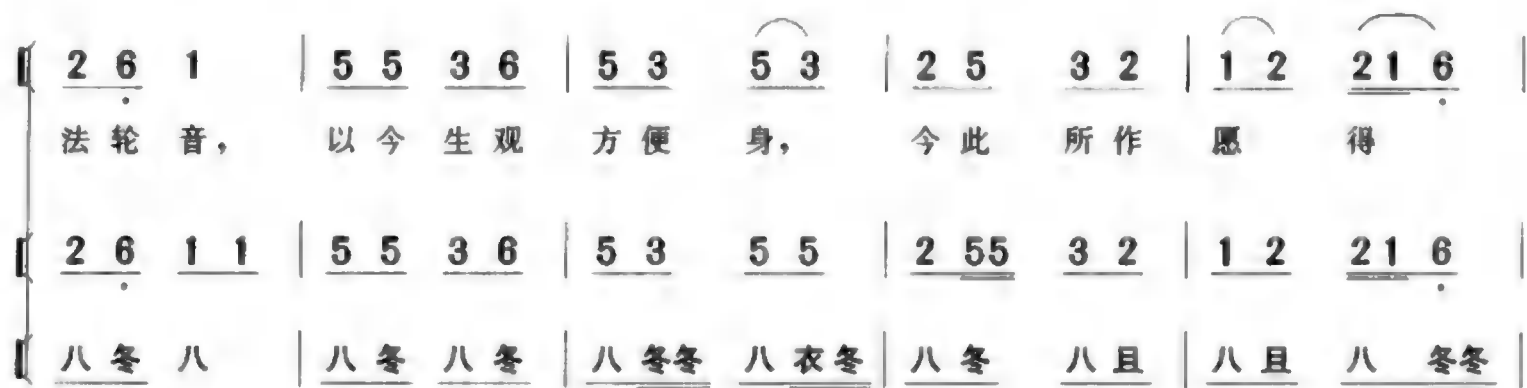 2 6 1 | 5 5 3 6 | 5 3 5 3 | 2 5 3 2 | 1 2 2 1 6 |
法轮音，以今生观方便身，今此所作愿得
2 6 1 1 | 5 5 3 6 | 5 3 5 5 | 2 55 3 2 | 1 2 2 1 6 |
八冬八 | 八冬八冬 | 八冬冬八衣冬 | 八冬八且 | 八且八冬冬 |